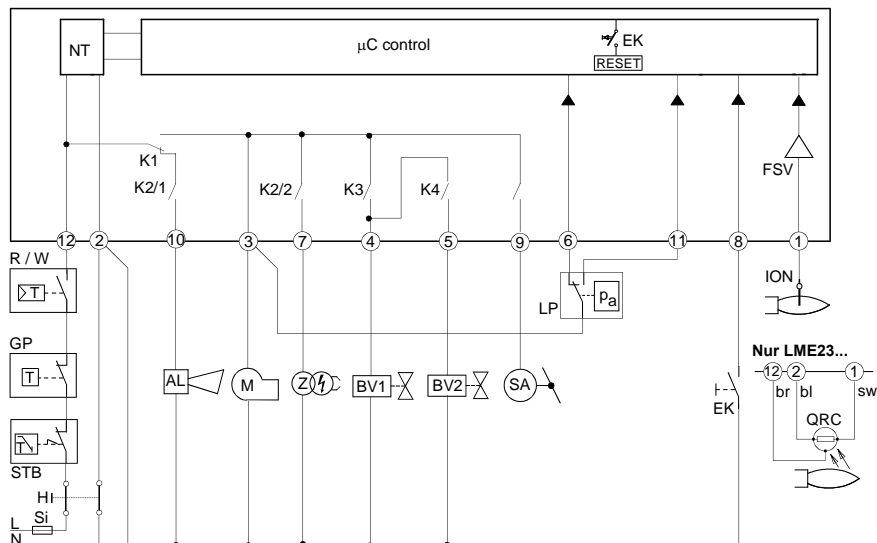 NT
µC control
EK
RESET
K1
FSV
K2/1
K2/2
K3
K4
12
2
10
3
7
4
5
9
6
11
8
1
R / W
T
LP
pa
ION
GP
T
Nur LME23...
AL
M
Z
BV1
BV2
SA
EK
12
2
1
br
bl
sw
QRC
T
STB
H
L
Si
N